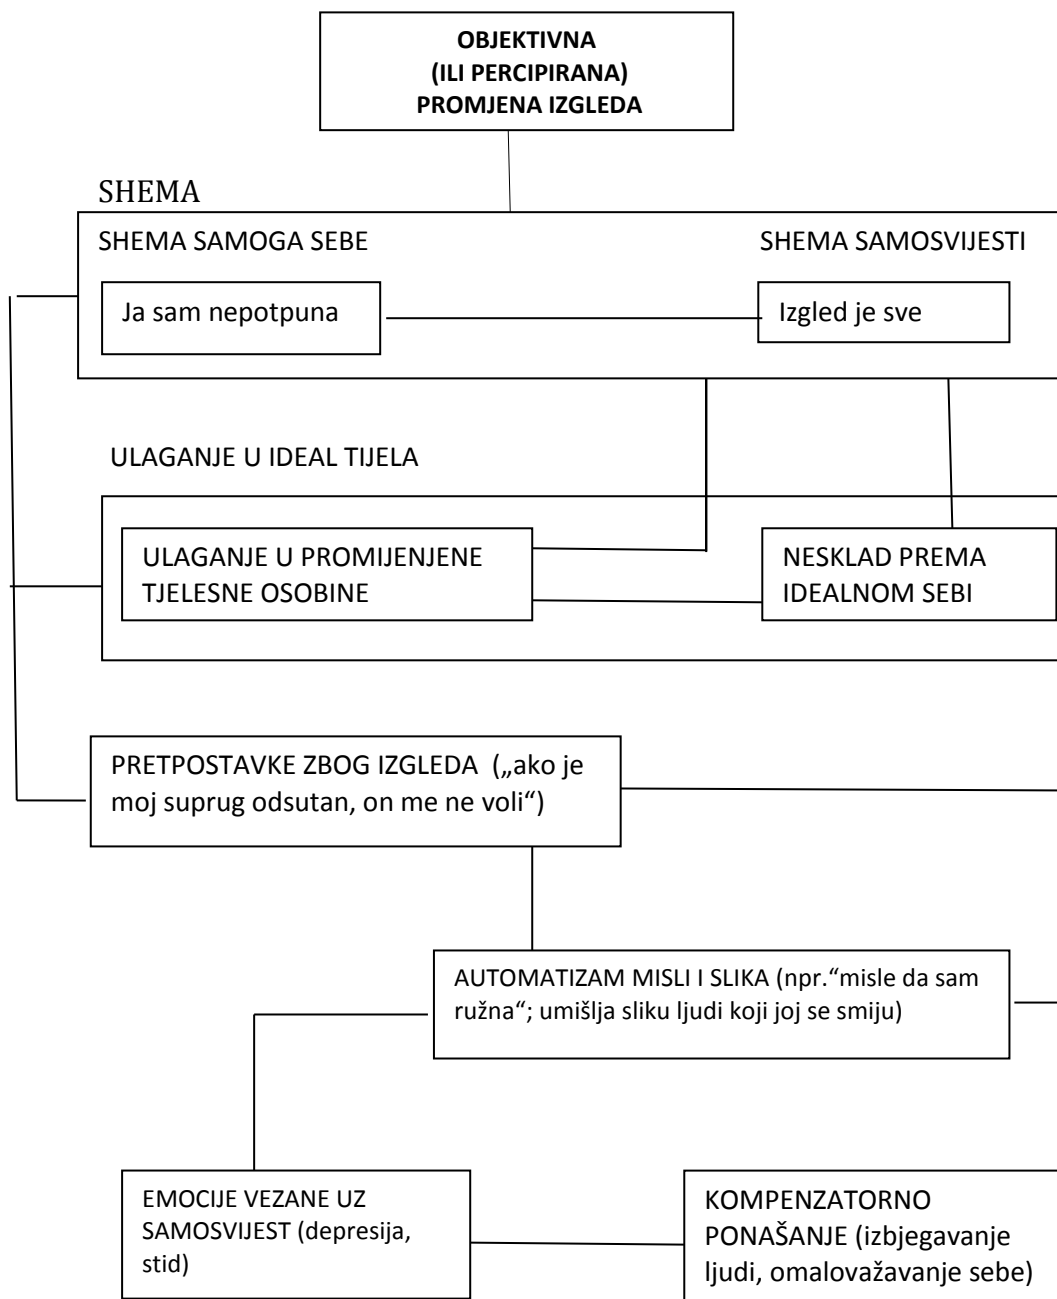 OBJEKTIVNA
(ILI PERCIPIRANA)
PROMJENA IZGLEDA
SHEMA
SHEMA SAMOGA SEBE
SHEMA SAMOSVIJESTI
Ja sam nepotpuna
Izgled je sve
ULAGANJE U IDEAL TIJELA
ULAGANJE U PROMIJENJENE
TJELESNE OSOBINE
NESKLAD PREMA
IDEALNOM SEBI
PRETPOSTAVKE ZBOG IZGLEDA („ako je
moj suprug odsutan, on me ne voli“)
AUTOMATIZAM MISLI I SLIKA (npr.“misle da sam
ružna“; umišlja sliku ljudi koji joj se smiju)
EMOCIJE VEZANE UZ
SAMOSVIJEST (depresija,
stid)
KOMPENZATORNO
PONAŠANJE (izbjegavanje
ljudi, omalovažavanje sebe)